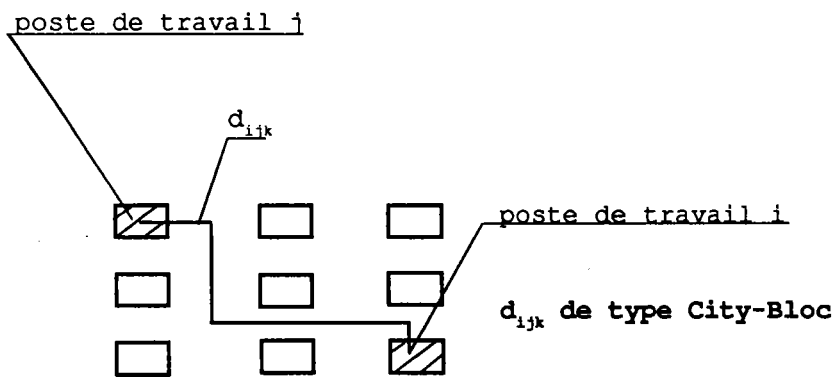 poste de travail j
d_ijk
poste de travail i
d_ijk de type City-Bloc